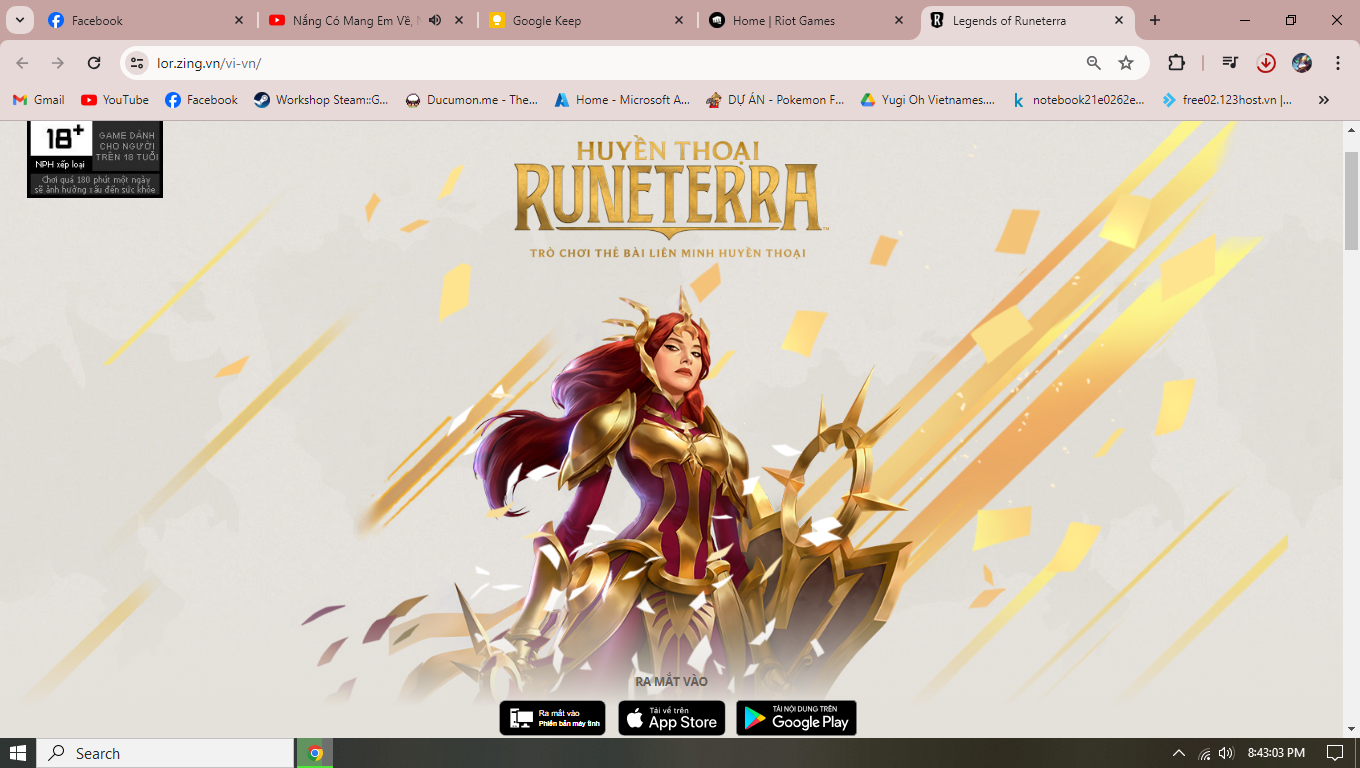 Facebook
Nắng Có Mang Em Về, N
Google Keep
Home | Riot Games
Legends of Runeterra
lor.zing.vn/vi-vn/
Gmail
YouTube
Facebook
Workshop Steam::G...
Ducumon.me - The...
Home - Microsoft A...
DỰ ÁN - Pokemon F...
Yugi Oh Vietnames....
notebook21e0262e...
free02.123host.vn |...
18+
NPH xếp loại
GAME DÀNH
CHO NGƯỜI
TRÊN 18 TUỔI
Chơi quá 180 phút một ngày
sẽ ảnh hưởng xấu đến sức khỏe
HUYỀN THOẠI
RUNETERRA
TRÒ CHƠI THẺ BÀI LIÊN MINH HUYỀN THOẠI
RA MẮT VÀO
Ra mắt vào
Phiên bản máy tính
Tải về trên
App Store
TẢI NỘI DUNG TRÊN
Google Play
Search
8:43:03 PM